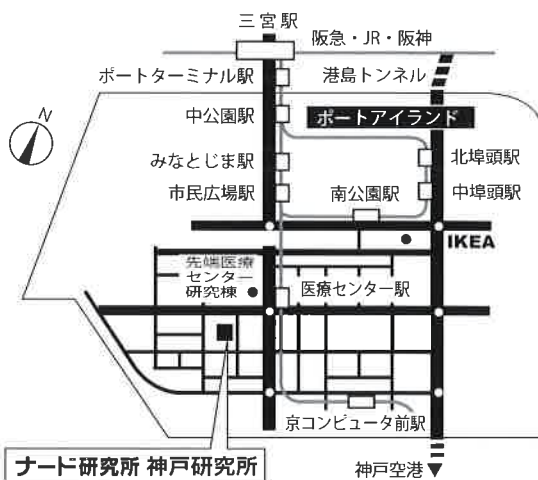 三宮駅
阪急・JR・阪神
ポートターミナル駅
港島トンネル
中公園駅
ポートアイランド
N
みなとじま駅
北埠頭駅
市民広場駅
南公園駅
中埠頭駅
IKEA
先端医療
センター
研究棟
医療センター駅
京コンピュータ前駅
ナード研究所 神戸研究所
神戸空港▼